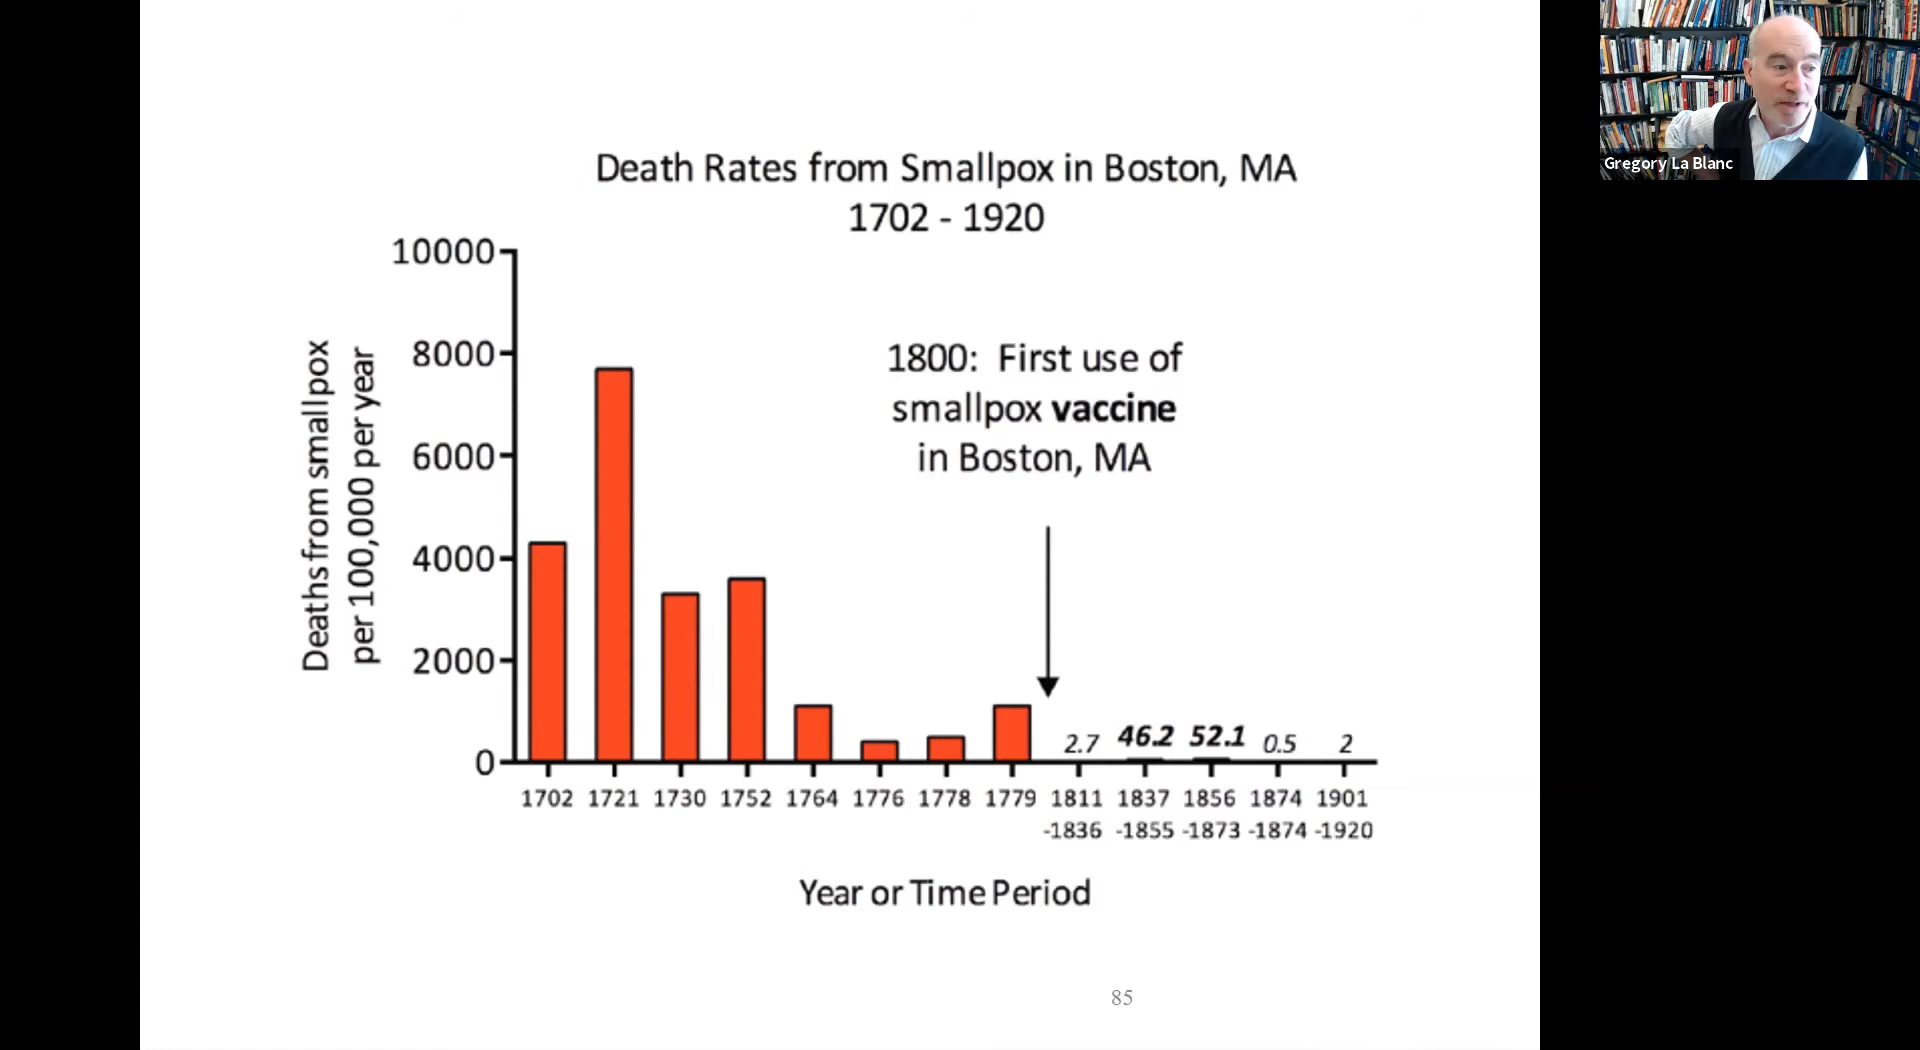 Death Rates from Smallpox in Boston, MA
1702 - 1920
Deaths from smallpox
per 100,000 per year
10000
8000
6000
4000
2000
0
1800: First use of
smallpox vaccine
in Boston, MA
2.7 46.2 52.1 0.5 2
1702 1721 1730 1752 1764 1776 1778 1779 1811 1837 1856 1874 1901
-1836 -1855 -1873 -1874 -1920
Year or Time Period
85
Gregory La Blanc